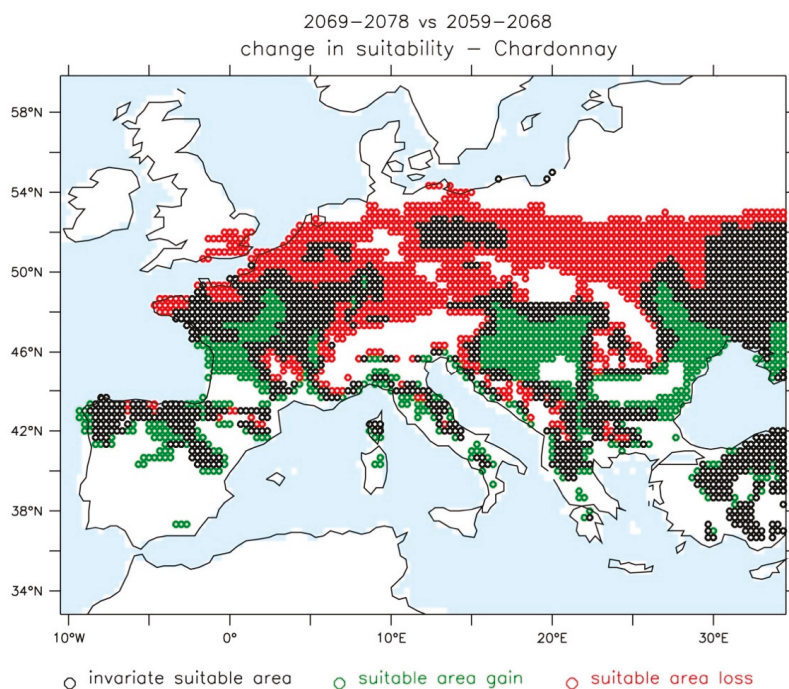 2069-2078 vs 2059-2068
change in suitability - Chardonnay
58°N
54°N
50°N
46°N
42°N
38°N
34°N
10°W 0° 10°E 20°E 30°E
invariate suitable area suitable area gain suitable area loss